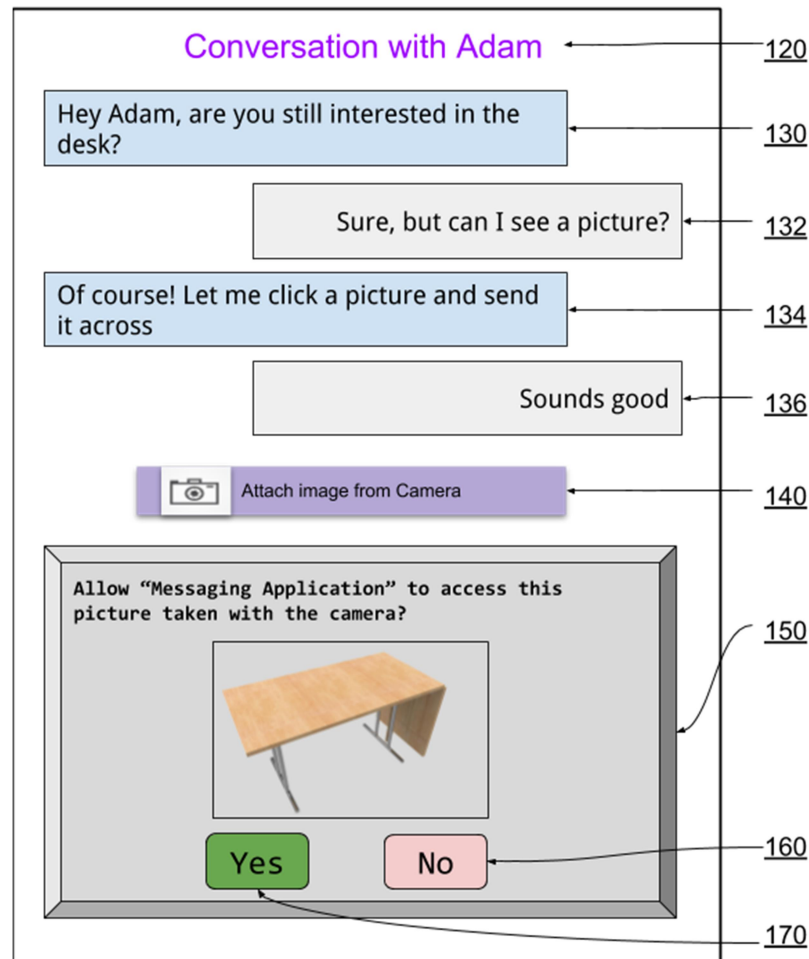 Conversation with Adam
120
Hey Adam, are you still interested in the
desk?
130
Sure, but can I see a picture?
132
Of course! Let me click a picture and send
it across
134
Sounds good
136
Attach image from Camera
140
Allow “Messaging Application” to access this
picture taken with the camera?
150
Yes
No
160
170